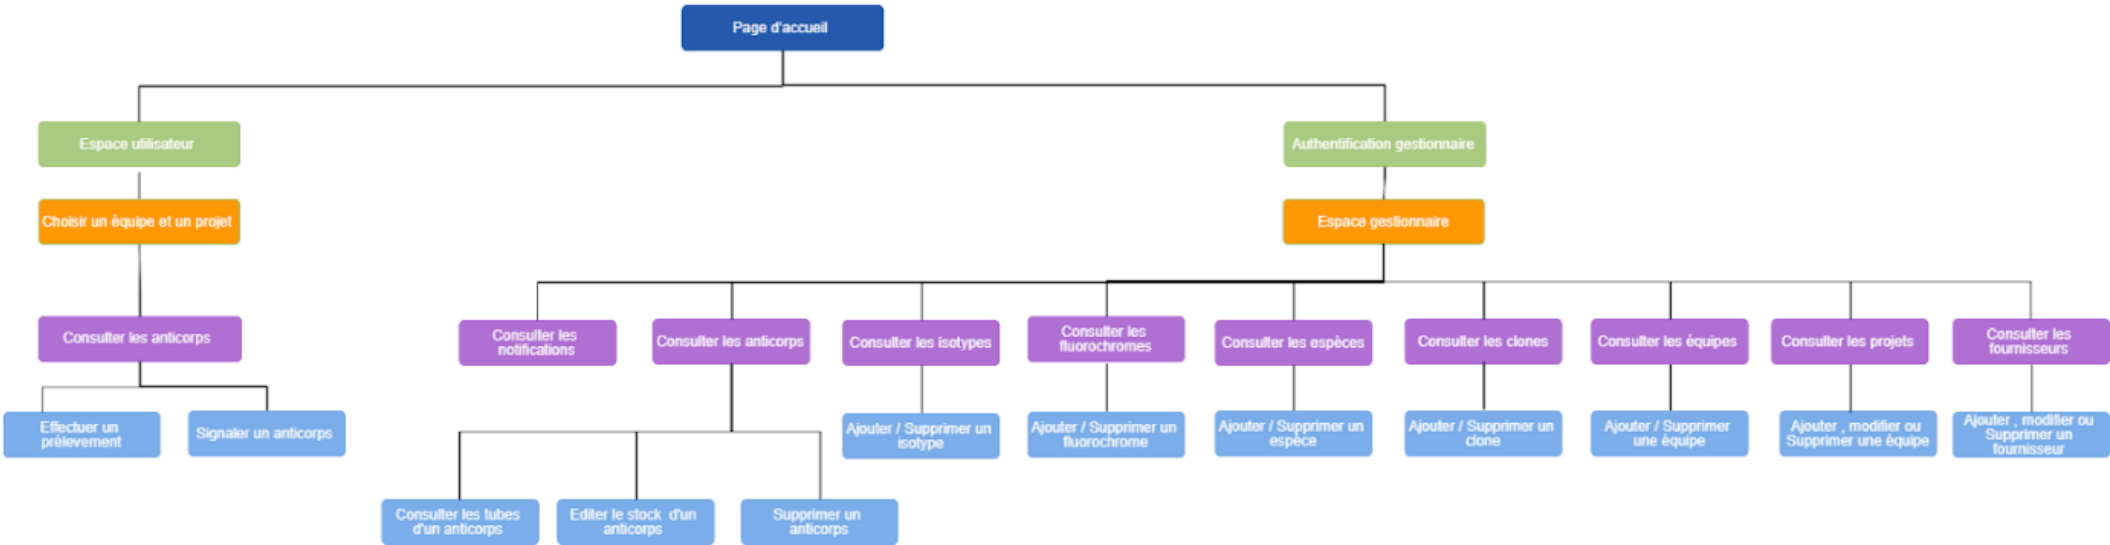 Page d'accueil
Espace utilisateur
Authentification gestionnaire
Choisir un équipe et un projet
Espace gestionnaire
Consulter les anticorps
Consulter les
notifications
Consulter les anticorps
Consulter les isotypes
Consulter les
fluorochromes
Consulter les espèces
Consulter les clones
Consulter les équipes
Consulter les projets
Consulter les
fournisseurs
Effectuer un
prèlevement
Signaler un anticorps
Ajouter / Supprimer un
isotype
Ajouter / Supprimer un
fluorochrome
Ajouter / Supprimer un
espèce
Ajouter / Supprimer un
clone
Ajouter / Supprimer
une équipe
Ajouter , modifier ou
Supprimer une équipe
Ajouter , modifier ou
Supprimer un
fournisseur
Consulter les tubes
d'un anticorps
Editer le stock d'un
anticorps
Supprimer un
anticorps